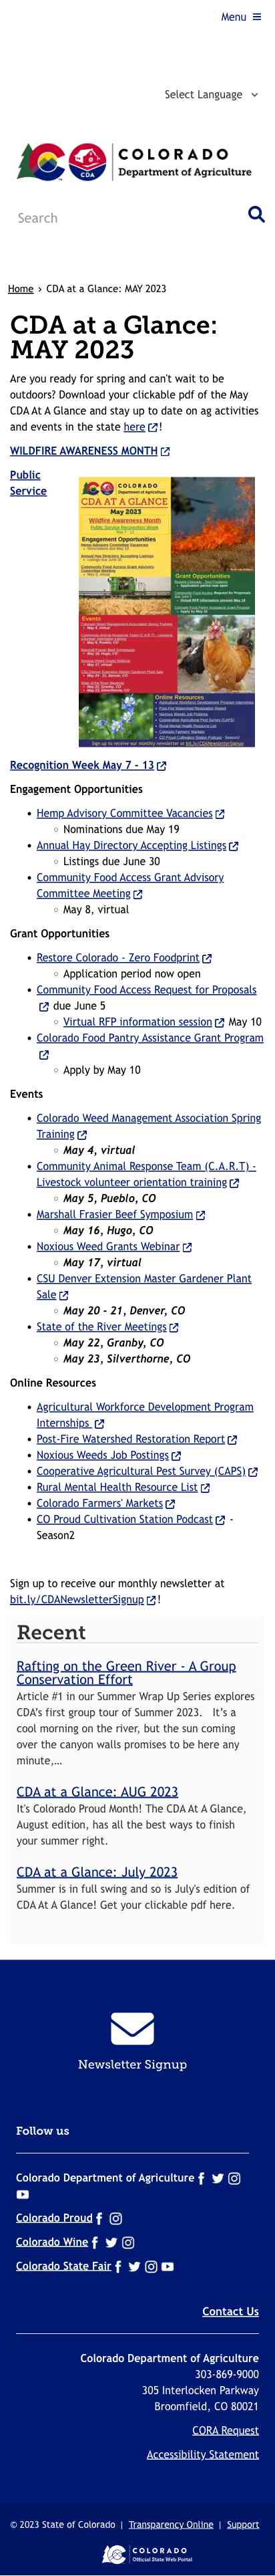 Menu
Select Language
CDA
COLORADO
Department of Agriculture
Search
Home › CDA at a Glance: MAY 2023
CDA at a Glance:
MAY 2023
Are you ready for spring and can't wait to be
outdoors? Download your clickable pdf of the May
CDA At A Glance and stay up to date on ag activities
and events in the state here !
WILDFIRE AWARENESS MONTH
Public
Service
COLORADO
Department of Agriculture
CDA AT A GLANCE
May 2023
Wildfire Awareness Month
Public Service Recognition Week
Engagement Opportunities
Grant Opportunities
Events
Online Resources
Sign up to receive our monthly newsletter at bit.ly/CDANewsletterSignup
Recognition Week May 7 - 13
Engagement Opportunities
• Hemp Advisory Committee Vacancies
◦ Nominations due May 19
• Annual Hay Directory Accepting Listings
◦ Listings due June 30
• Community Food Access Grant Advisory
Committee Meeting
◦ May 8, virtual
Grant Opportunities
• Restore Colorado - Zero Foodprint
◦ Application period now open
• Community Food Access Request for Proposals
due June 5
◦ Virtual RFP information session May 10
• Colorado Food Pantry Assistance Grant Program
◦ Apply by May 10
Events
• Colorado Weed Management Association Spring
Training
◦ May 4, virtual
• Community Animal Response Team (C.A.R.T) -
Livestock volunteer orientation training
◦ May 5, Pueblo, CO
• Marshall Frasier Beef Symposium
◦ May 16, Hugo, CO
• Noxious Weed Grants Webinar
◦ May 17, virtual
• CSU Denver Extension Master Gardener Plant
Sale
◦ May 20 - 21, Denver, CO
• State of the River Meetings
◦ May 22, Granby, CO
◦ May 23, Silverthorne, CO
Online Resources
• Agricultural Workforce Development Program
Internships
• Post-Fire Watershed Restoration Report
• Noxious Weeds Job Postings
• Cooperative Agricultural Pest Survey (CAPS)
• Rural Mental Health Resource List
• Colorado Farmers' Markets
• CO Proud Cultivation Station Podcast -
Season2
Sign up to receive our monthly newsletter at
bit.ly/CDANewsletterSignup !
Recent
Rafting on the Green River - A Group
Conservation Effort
Article #1 in our Summer Wrap Up Series explores
CDA's first group tour of Summer 2023. It's a
cool morning on the river, but the sun coming
over the canyon walls promises to be here any
minute,...
CDA at a Glance: AUG 2023
It's Colorado Proud Month! The CDA At A Glance,
August edition, has all the best ways to finish
your summer right.
CDA at a Glance: July 2023
Summer is in full swing and so is July's edition of
CDA At A Glance! Get your clickable pdf here.
Newsletter Signup
Follow us
Colorado Department of Agriculture
Colorado Proud
Colorado Wine
Colorado State Fair
Contact Us
Colorado Department of Agriculture
303-869-9000
305 Interlocken Parkway
Broomfield, CO 80021
CORA Request
Accessibility Statement
© 2023 State of Colorado | Transparency Online | Support
COLORADO
Official State Web Portal